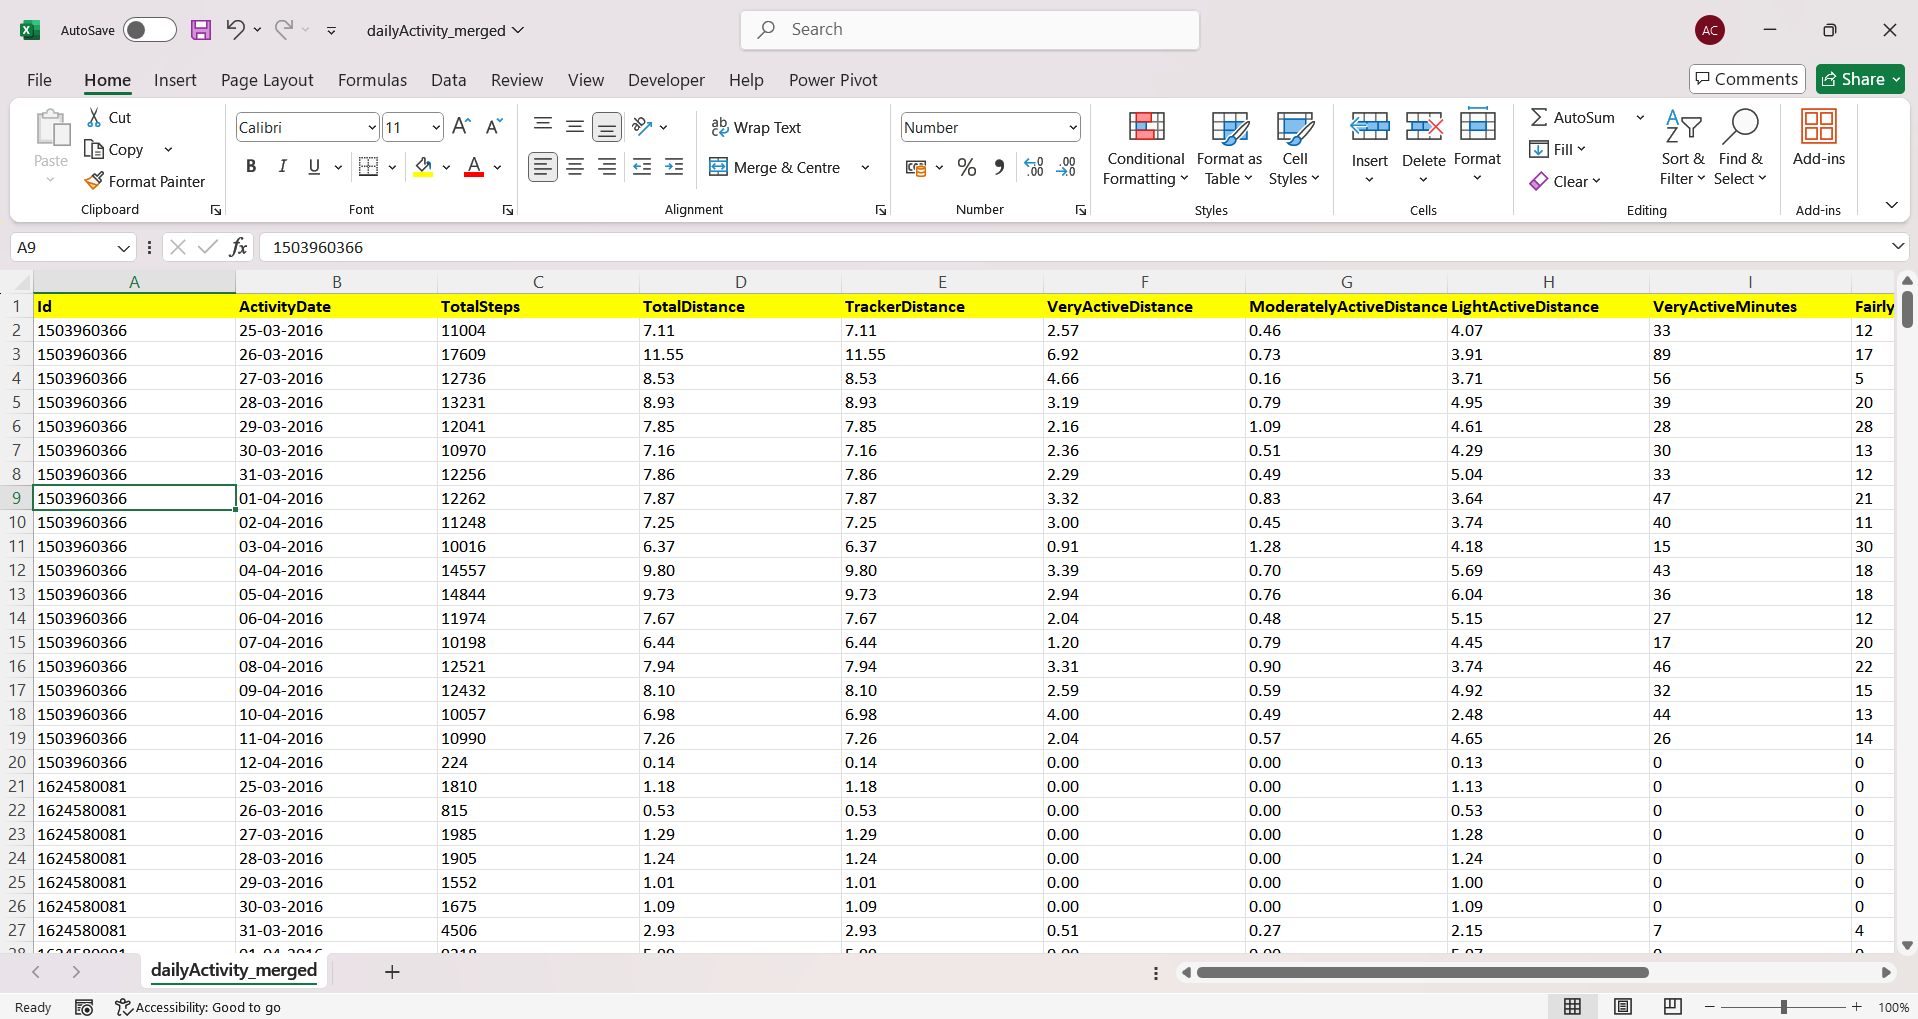 AutoSave dailyActivity_merged Search AC
File Home Insert Page Layout Formulas Data Review View Developer Help Power Pivot Comments Share
Paste Cut Copy Format Painter Clipboard
Calibri 11 B I U A Font
ab Wrap Text Merge & Centre Alignment
Number % Number
Conditional Formatting Format as Table Cell Styles Styles
Insert Delete Format Cells
AutoSum Fill Clear Sort & Filter Find & Select Editing
Add-ins Add-ins
A9 fx 1503960366
A B C D E F G H I
1 Id ActivityDate TotalSteps TotalDistance TrackerDistance VeryActiveDistance ModeratelyActiveDistance LightActiveDistance VeryActiveMinutes Fairly
2 1503960366 25-03-2016 11004 7.11 7.11 2.57 0.46 4.07 33 12
3 1503960366 26-03-2016 17609 11.55 11.55 6.92 0.73 3.91 89 17
4 1503960366 27-03-2016 12736 8.53 8.53 4.66 0.16 3.71 56 5
5 1503960366 28-03-2016 13231 8.93 8.93 3.19 0.79 4.95 39 20
6 1503960366 29-03-2016 12041 7.85 7.85 2.16 1.09 4.61 28 28
7 1503960366 30-03-2016 10970 7.16 7.16 2.36 0.51 4.29 30 13
8 1503960366 31-03-2016 12256 7.86 7.86 2.29 0.49 5.04 33 12
9 1503960366 01-04-2016 12262 7.87 7.87 3.32 0.83 3.64 47 21
10 1503960366 02-04-2016 11248 7.25 7.25 3.00 0.45 3.74 40 11
11 1503960366 03-04-2016 10016 6.37 6.37 0.91 1.28 4.18 15 30
12 1503960366 04-04-2016 14557 9.80 9.80 3.39 0.70 5.69 43 18
13 1503960366 05-04-2016 14844 9.73 9.73 2.94 0.76 6.04 36 18
14 1503960366 06-04-2016 11974 7.67 7.67 2.04 0.48 5.15 27 12
15 1503960366 07-04-2016 10198 6.44 6.44 1.20 0.79 4.45 17 20
16 1503960366 08-04-2016 12521 7.94 7.94 3.31 0.90 3.74 46 22
17 1503960366 09-04-2016 12432 8.10 8.10 2.59 0.59 4.92 32 15
18 1503960366 10-04-2016 10057 6.98 6.98 4.00 0.49 2.48 44 13
19 1503960366 11-04-2016 10990 7.26 7.26 2.04 0.57 4.65 26 14
20 1503960366 12-04-2016 224 0.14 0.14 0.00 0.00 0.13 0 0
21 1624580081 25-03-2016 1810 1.18 1.18 0.00 0.00 1.13 0 0
22 1624580081 26-03-2016 815 0.53 0.53 0.00 0.00 0.53 0 0
23 1624580081 27-03-2016 1985 1.29 1.29 0.00 0.00 1.28 0 0
24 1624580081 28-03-2016 1905 1.24 1.24 0.00 0.00 1.24 0 0
25 1624580081 29-03-2016 1552 1.01 1.01 0.00 0.00 1.00 0 0
26 1624580081 30-03-2016 1675 1.09 1.09 0.00 0.00 1.09 0 0
27 1624580081 31-03-2016 4506 2.93 2.93 0.51 0.27 2.15 7 4
dailyActivity_merged
Ready Accessibility: Good to go 100%